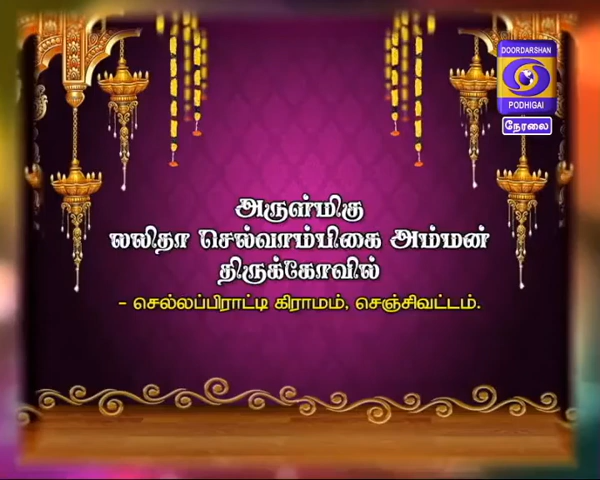 DOORDARSHAN
PODHIGAI
நேரலை
அருள்மிகு
லலிதா செல்வாம்பிகை அம்மன்
திருக்கோவில்
- செல்லப்பிராட்டி கிராமம், செஞ்சிவட்டம்.